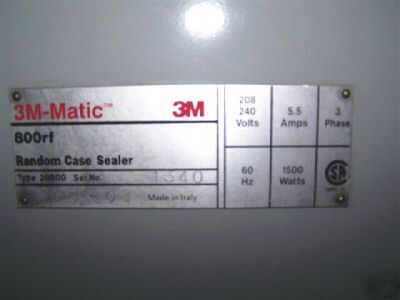 3M-Matic™ 3M
800rf
Random Case Sealer
Type 39800 Ser.No. 1340
Made in Italy
208
240
Volts
5.5
Amps
3
Phase
60
Hz
1500
Watts